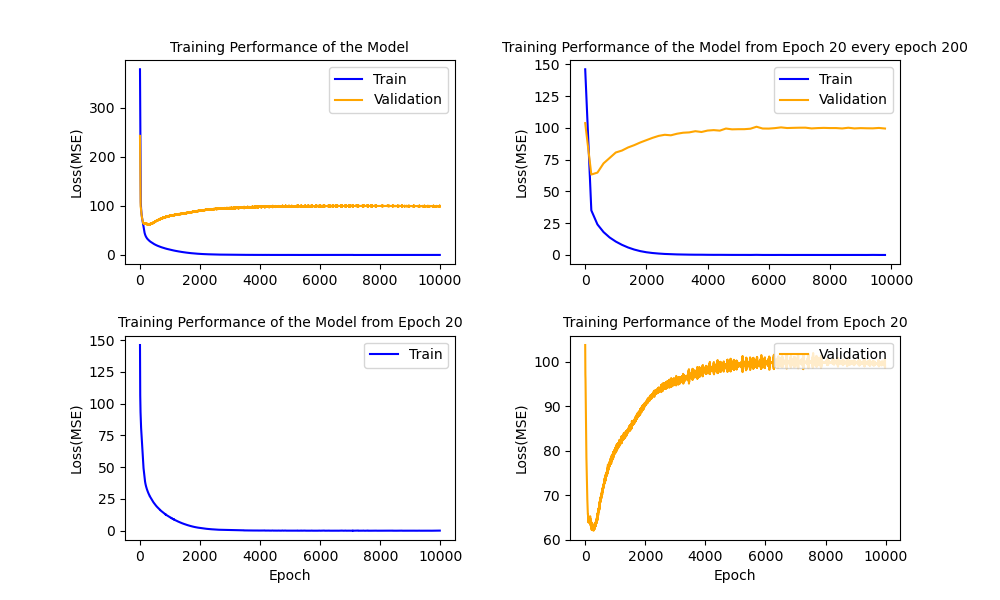 Training Performance of the Model
Loss(MSE)
300
200
100
0
0 2000 4000 6000 8000 10000
Train
Validation
Training Performance of the Model from Epoch 20 every epoch 200
Loss(MSE)
150
125
100
75
50
25
0
0 2000 4000 6000 8000 10000
Train
Validation
Training Performance of the Model from Epoch 20
Loss(MSE)
150
125
100
75
50
25
0
0 2000 4000 6000 8000 10000
Epoch
Train
Training Performance of the Model from Epoch 20
Loss(MSE)
100
90
80
70
60
0 2000 4000 6000 8000 10000
Epoch
Validation